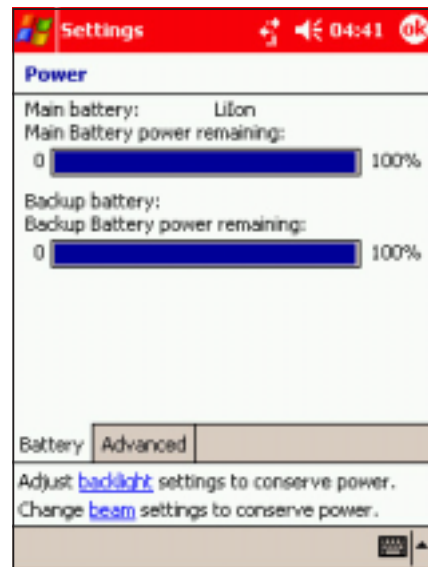 Settings 04:41 ok
Power
Main battery: LiIon
Main Battery power remaining:
0 100%
Backup battery:
Backup Battery power remaining:
0 100%
Battery Advanced
Adjust backlight settings to conserve power.
Change beam settings to conserve power.